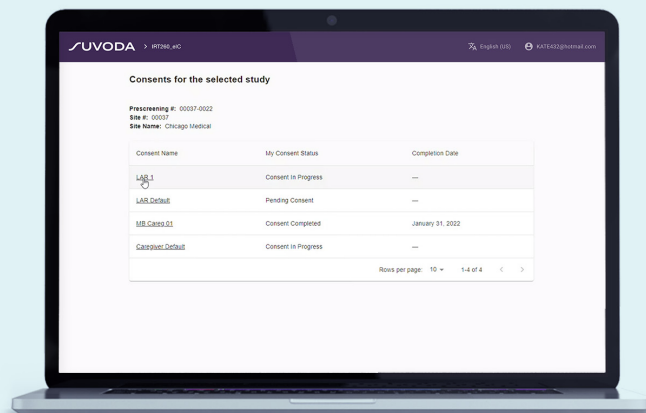 SUVODA > IRT260_eIC English (US) KATE432@hotmail.com
Consents for the selected study
Prescreening #: 00037-0022
Site #: 00037
Site Name: Chicago Medical
Consent Name My Consent Status Completion Date
LAR 1 Consent In Progress —
LAR Default Pending Consent —
MB Careg 01 Consent Completed January 31, 2022
Caregiver Default Consent In Progress —
Rows per page: 10 1-4 of 4 < >